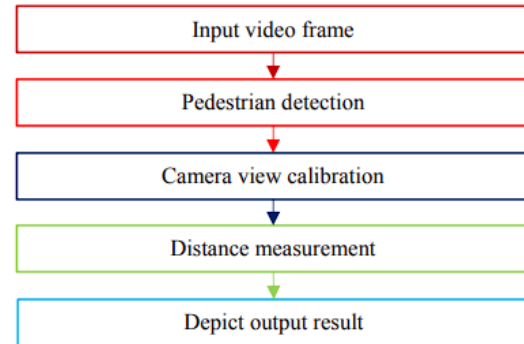 Input video frame
Pedestrian detection
Camera view calibration
Distance measurement
Depict output result